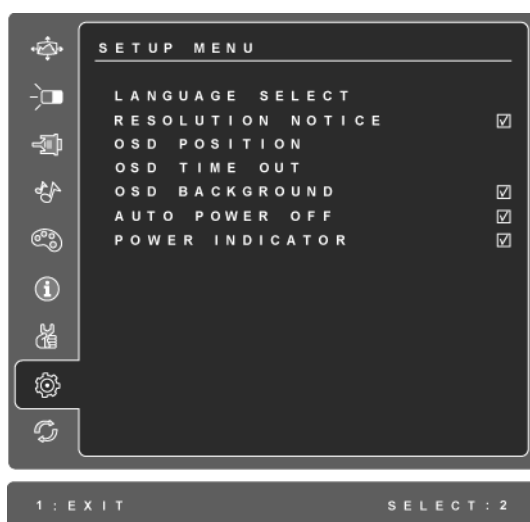 SETUP MENU
LANGUAGE SELECT
RESOLUTION NOTICE
OSD POSITION
OSD TIME OUT
OSD BACKGROUND
AUTO POWER OFF
POWER INDICATOR
1:EXIT SELECT:2